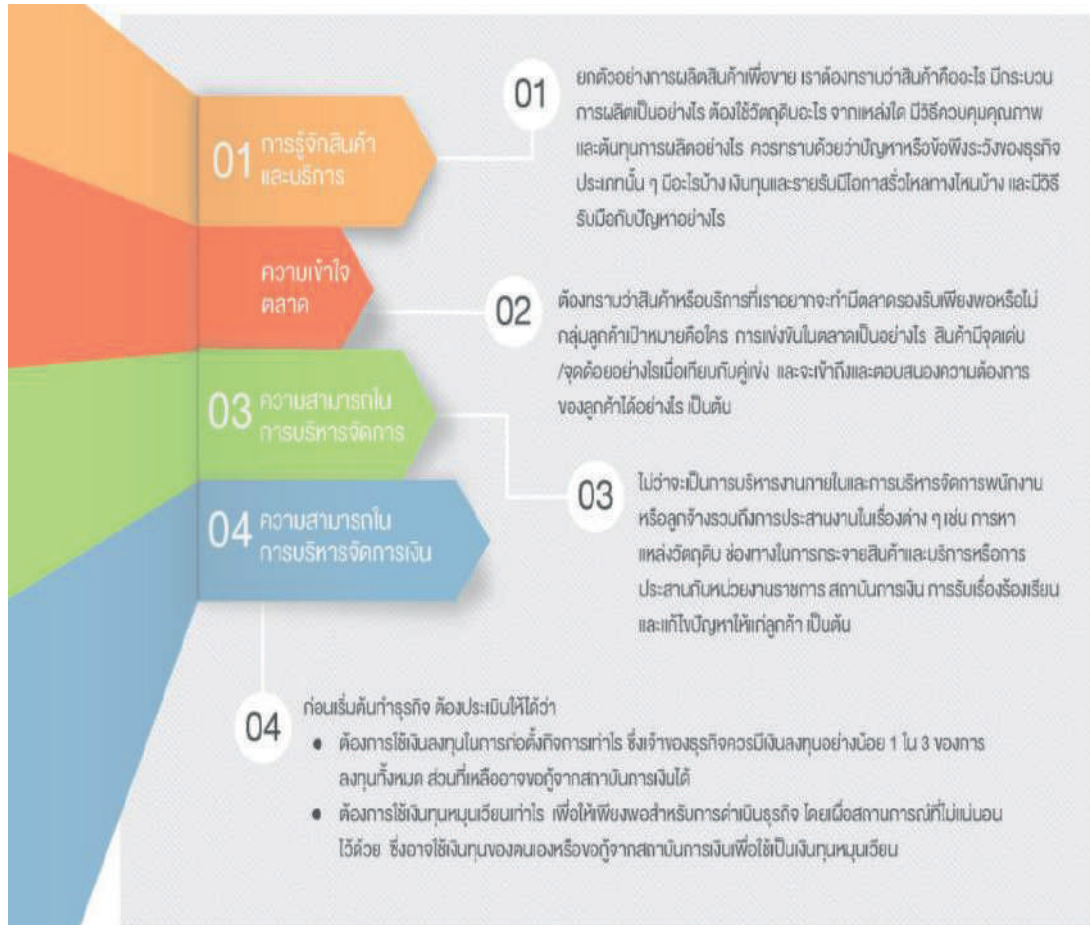 01 การรู้จักสินค้า
และบริการ
ความเข้าใจ
ตลาด
03 ความสามารถใน
การบริหารจัดการ
04 ความสามารถใน
การบริหารจัดการเงิน
01
ยกตัวอย่างการผลิตสินค้าเพื่อขาย เราต้องทราบว่าสินค้าคืออะไร มีกระบวน
การผลิตเป็นอย่างไร ต้องใช้วัตถุดิบอะไร จากแหล่งใด มีวิธีควบคุมคุณภาพ
และต้นทุนการผลิตอย่างไร ควรทราบด้วยว่าปัญหาหรือข้อพึงระวังของธุรกิจ
ประเภทนั้น ๆ มีอะไรบ้าง เงินทุนและรายรับมีโอกาสรั่วไหลทางไหนบ้าง และมีวิธี
รับมือกับปัญหาอย่างไร
02
ต้องทราบว่าสินค้าหรือบริการที่เราอยากจะทำมีตลาดรองรับเพียงพอหรือไม่
กลุ่มลูกค้าเป้าหมายคือใคร การแข่งขันในตลาดเป็นอย่างไร สินค้ามีจุดเด่น
/จุดด้อยอย่างไรเมื่อเทียบกับคู่แข่ง และจะเข้าถึงและตอบสนองความต้องการ
ของลูกค้าได้อย่างไร เป็นต้น
03
ไม่ว่าจะเป็นการบริหารงานภายในและการบริหารจัดการพนักงาน
หรือลูกจ้างรวมถึงการประสานงานในเรื่องต่าง ๆ เช่น การหา
แหล่งวัตถุดิบ ช่องทางในการกระจายสินค้าและบริการหรือการ
ประสานกับหน่วยงานราชการ สถาบันการเงิน การรับเรื่องร้องเรียน
และแก้ไขปัญหาให้แก่ลูกค้า เป็นต้น
04
ก่อนเริ่มต้นทำธุรกิจ ต้องประเมินให้ได้ว่า
● ต้องการใช้เงินลงทุนในการก่อตั้งกิจการเท่าไร ซึ่งเจ้าของธุรกิจควรมีเงินลงทุนอย่างน้อย 1 ใน 3 ของการ
ลงทุนทั้งหมด ส่วนที่เหลืออาจขอกู้จากสถาบันการเงินได้
● ต้องการใช้เงินทุนหมุนเวียนเท่าไร เพื่อให้เพียงพอสำหรับการดำเนินธุรกิจ โดยเผื่อสถานการณ์ที่ไม่แน่นอน
ไว้ด้วย ซึ่งอาจใช้เงินทุนของตนเองหรือขอกู้จากสถาบันการเงินเพื่อใช้เป็นเงินทุนหมุนเวียน